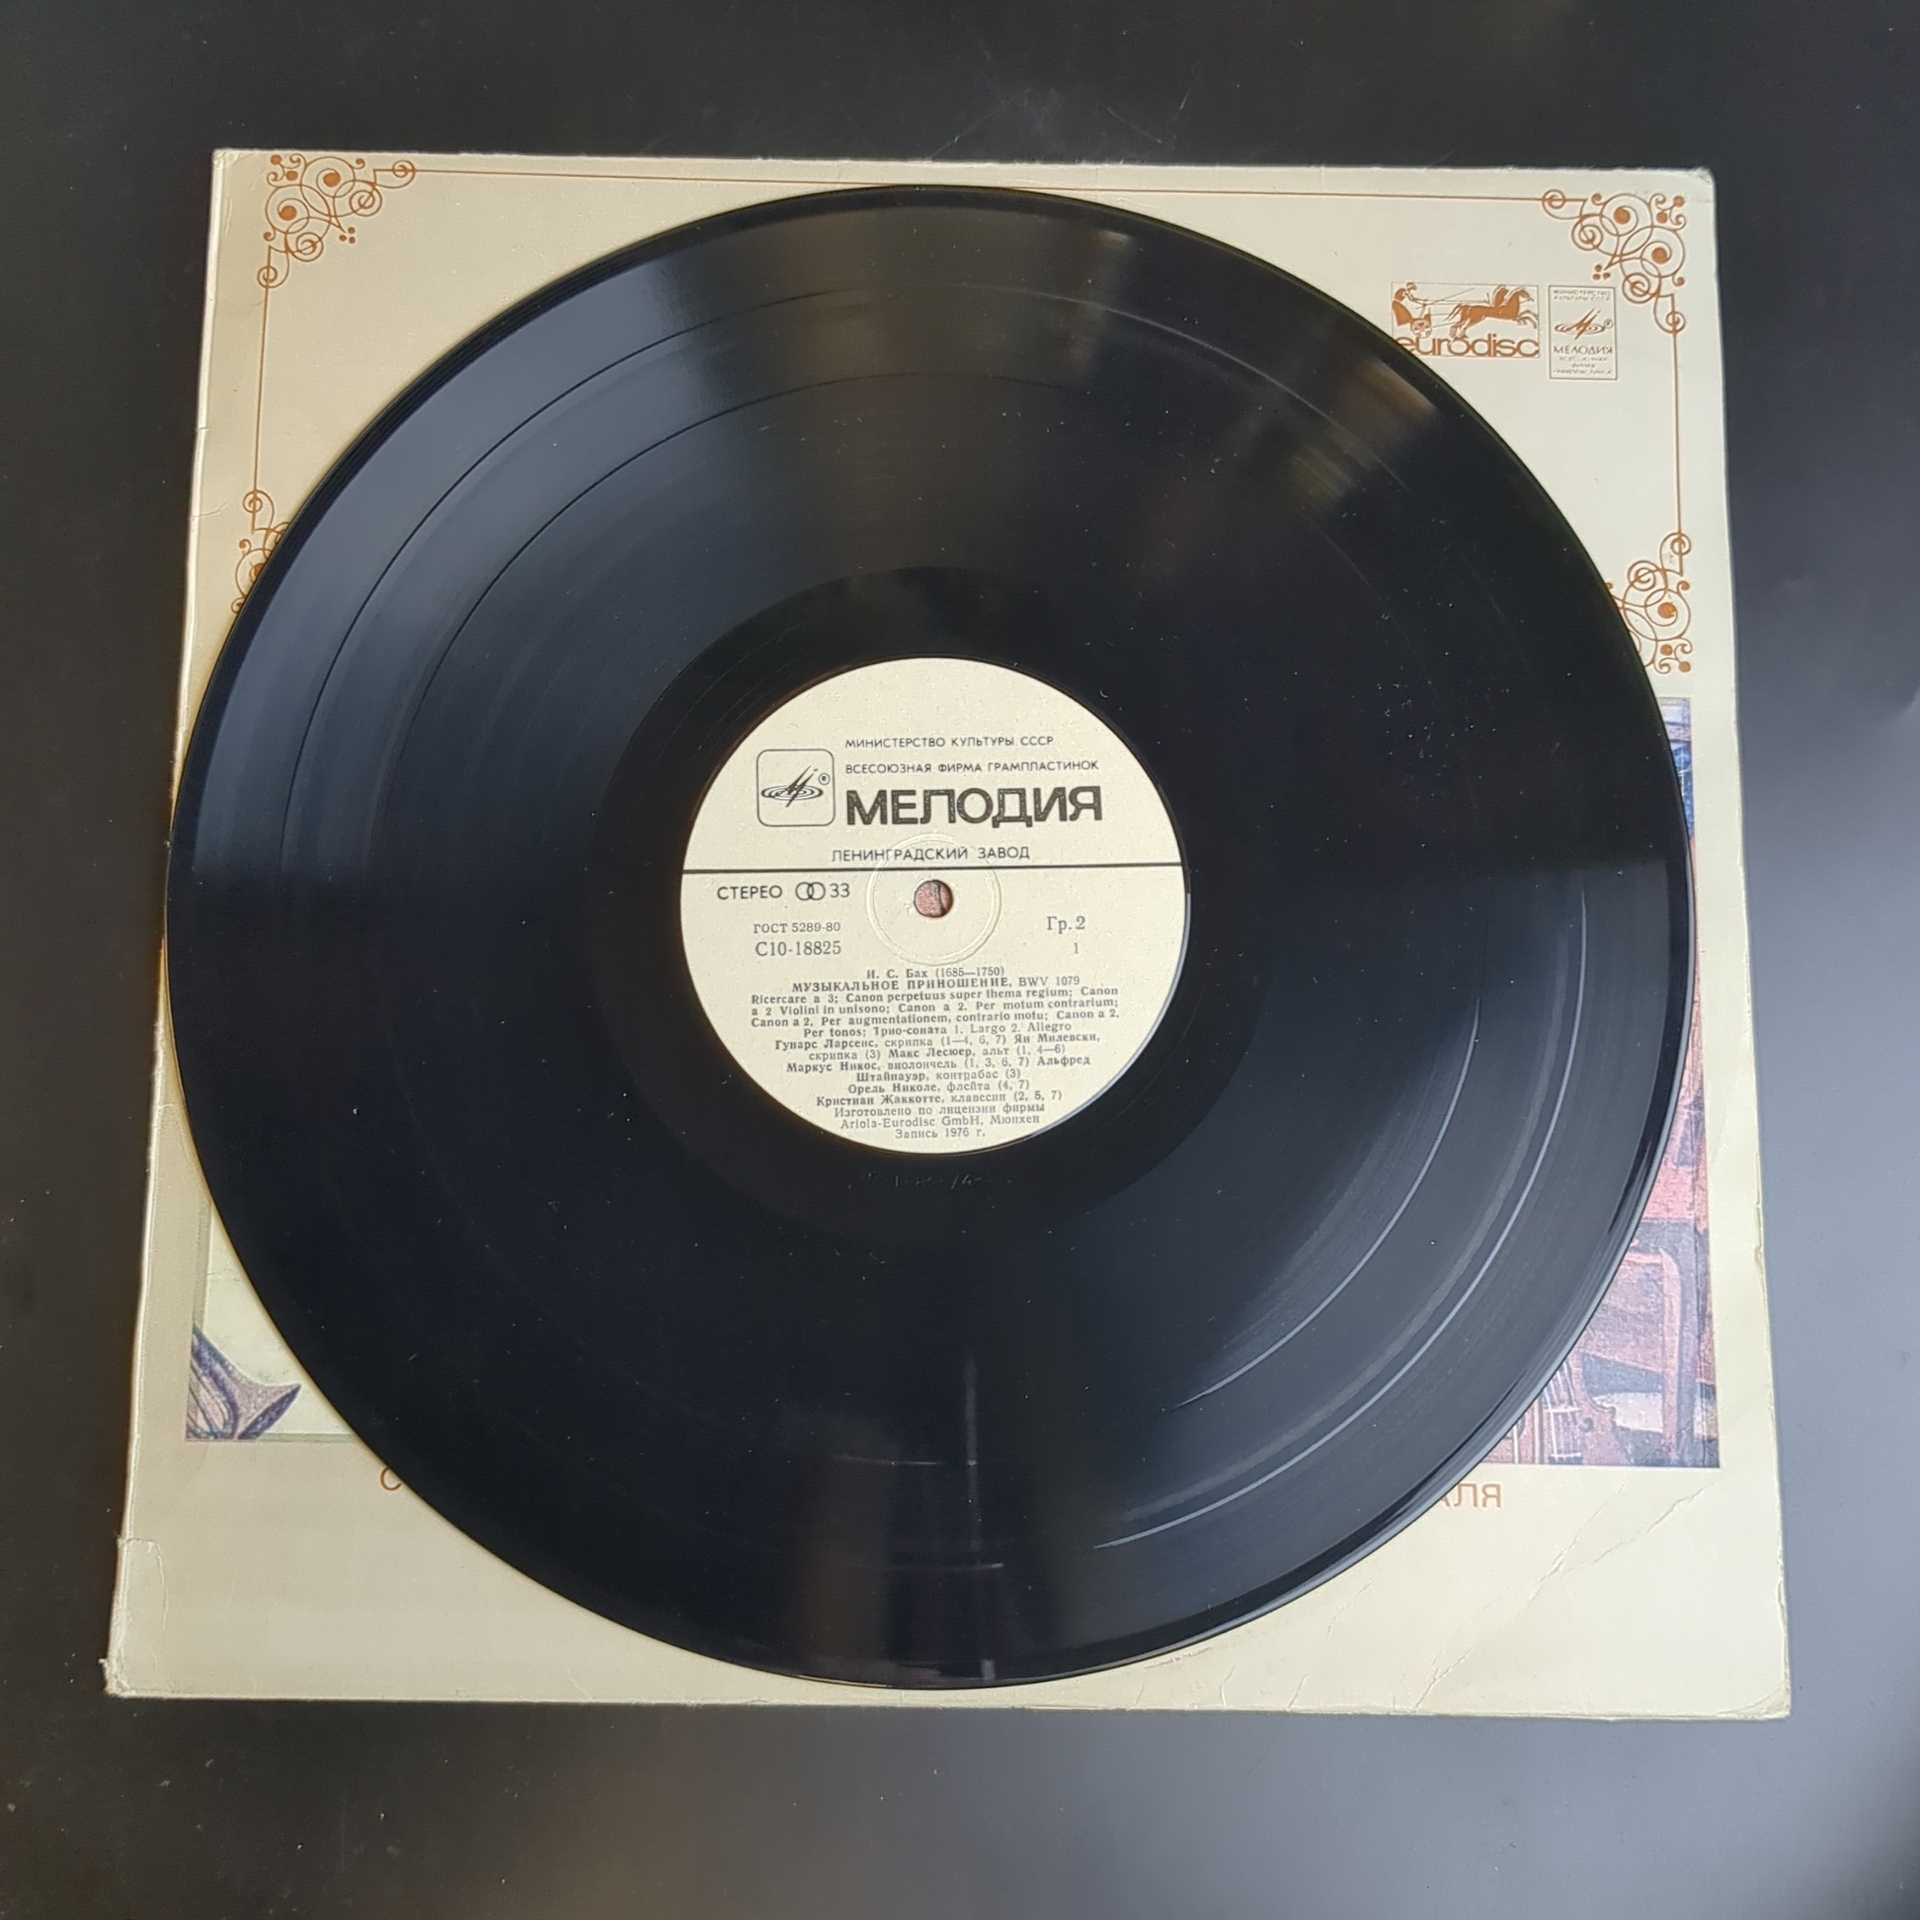 eurodisc
МИНИСТЕРСТВО
КУЛЬТУРЫ СССР
МЕЛОДИЯ
МИНИСТЕРСТВО КУЛЬТУРЫ СССР
ВСЕСОЮЗНАЯ ФИРМА ГРАМПЛАСТИНОК
МЕЛОДИЯ
ЛЕНИНГРАДСКИЙ ЗАВОД
СТЕРЕО 33
ГОСТ 5289-80
Гр. 2
С10-18825
1
И. С. Бах (1685—1750)
МУЗЫКАЛЬНОЕ ПРИНОШЕНИЕ, BWV 1079
Ricercare a 3; Canon perpetuus super thema regium; Canon
a 2 Violini in unisono; Canon a 2. Per motum contrarium;
Canon a 2, Per augmentationem, contrario motu; Canon a 2.
Per tonos; Трио-соната 1. Largo 2. Allegro
Гунарс Ларсенс, скрипка (1—4, 6, 7) Ян Милевски,
скрипка (3) Макс Лесюер, альт (1, 4—6)
Маркус Никос, виолончель (1, 3, 6, 7) Альфред
Штайнауэр, контрабас (3)
Орель Николе, флейта (4, 7)
Кристиан Жаккотте, клавесин (2, 5, 7)
Изготовлено по лицензии фирмы
Ariola-Eurodisc GmbH, Мюнхен
Запись 1976 г.
АЛЯ